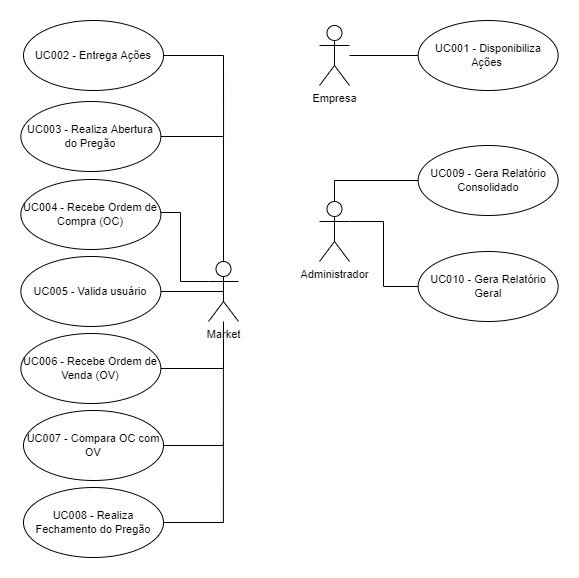 UC002 - Entrega Ações
UC003 - Realiza Abertura
do Pregão
UC004 - Recebe Ordem de
Compra (OC)
UC005 - Valida usuário
Market
UC006 - Recebe Ordem de
Venda (OV)
UC007 - Compara OC com
OV
UC008 - Realiza
Fechamento do Pregão
Empresa
UC001 - Disponibiliza
Ações
Administrador
UC009 - Gera Relatório
Consolidado
UC010 - Gera Relatório
Geral